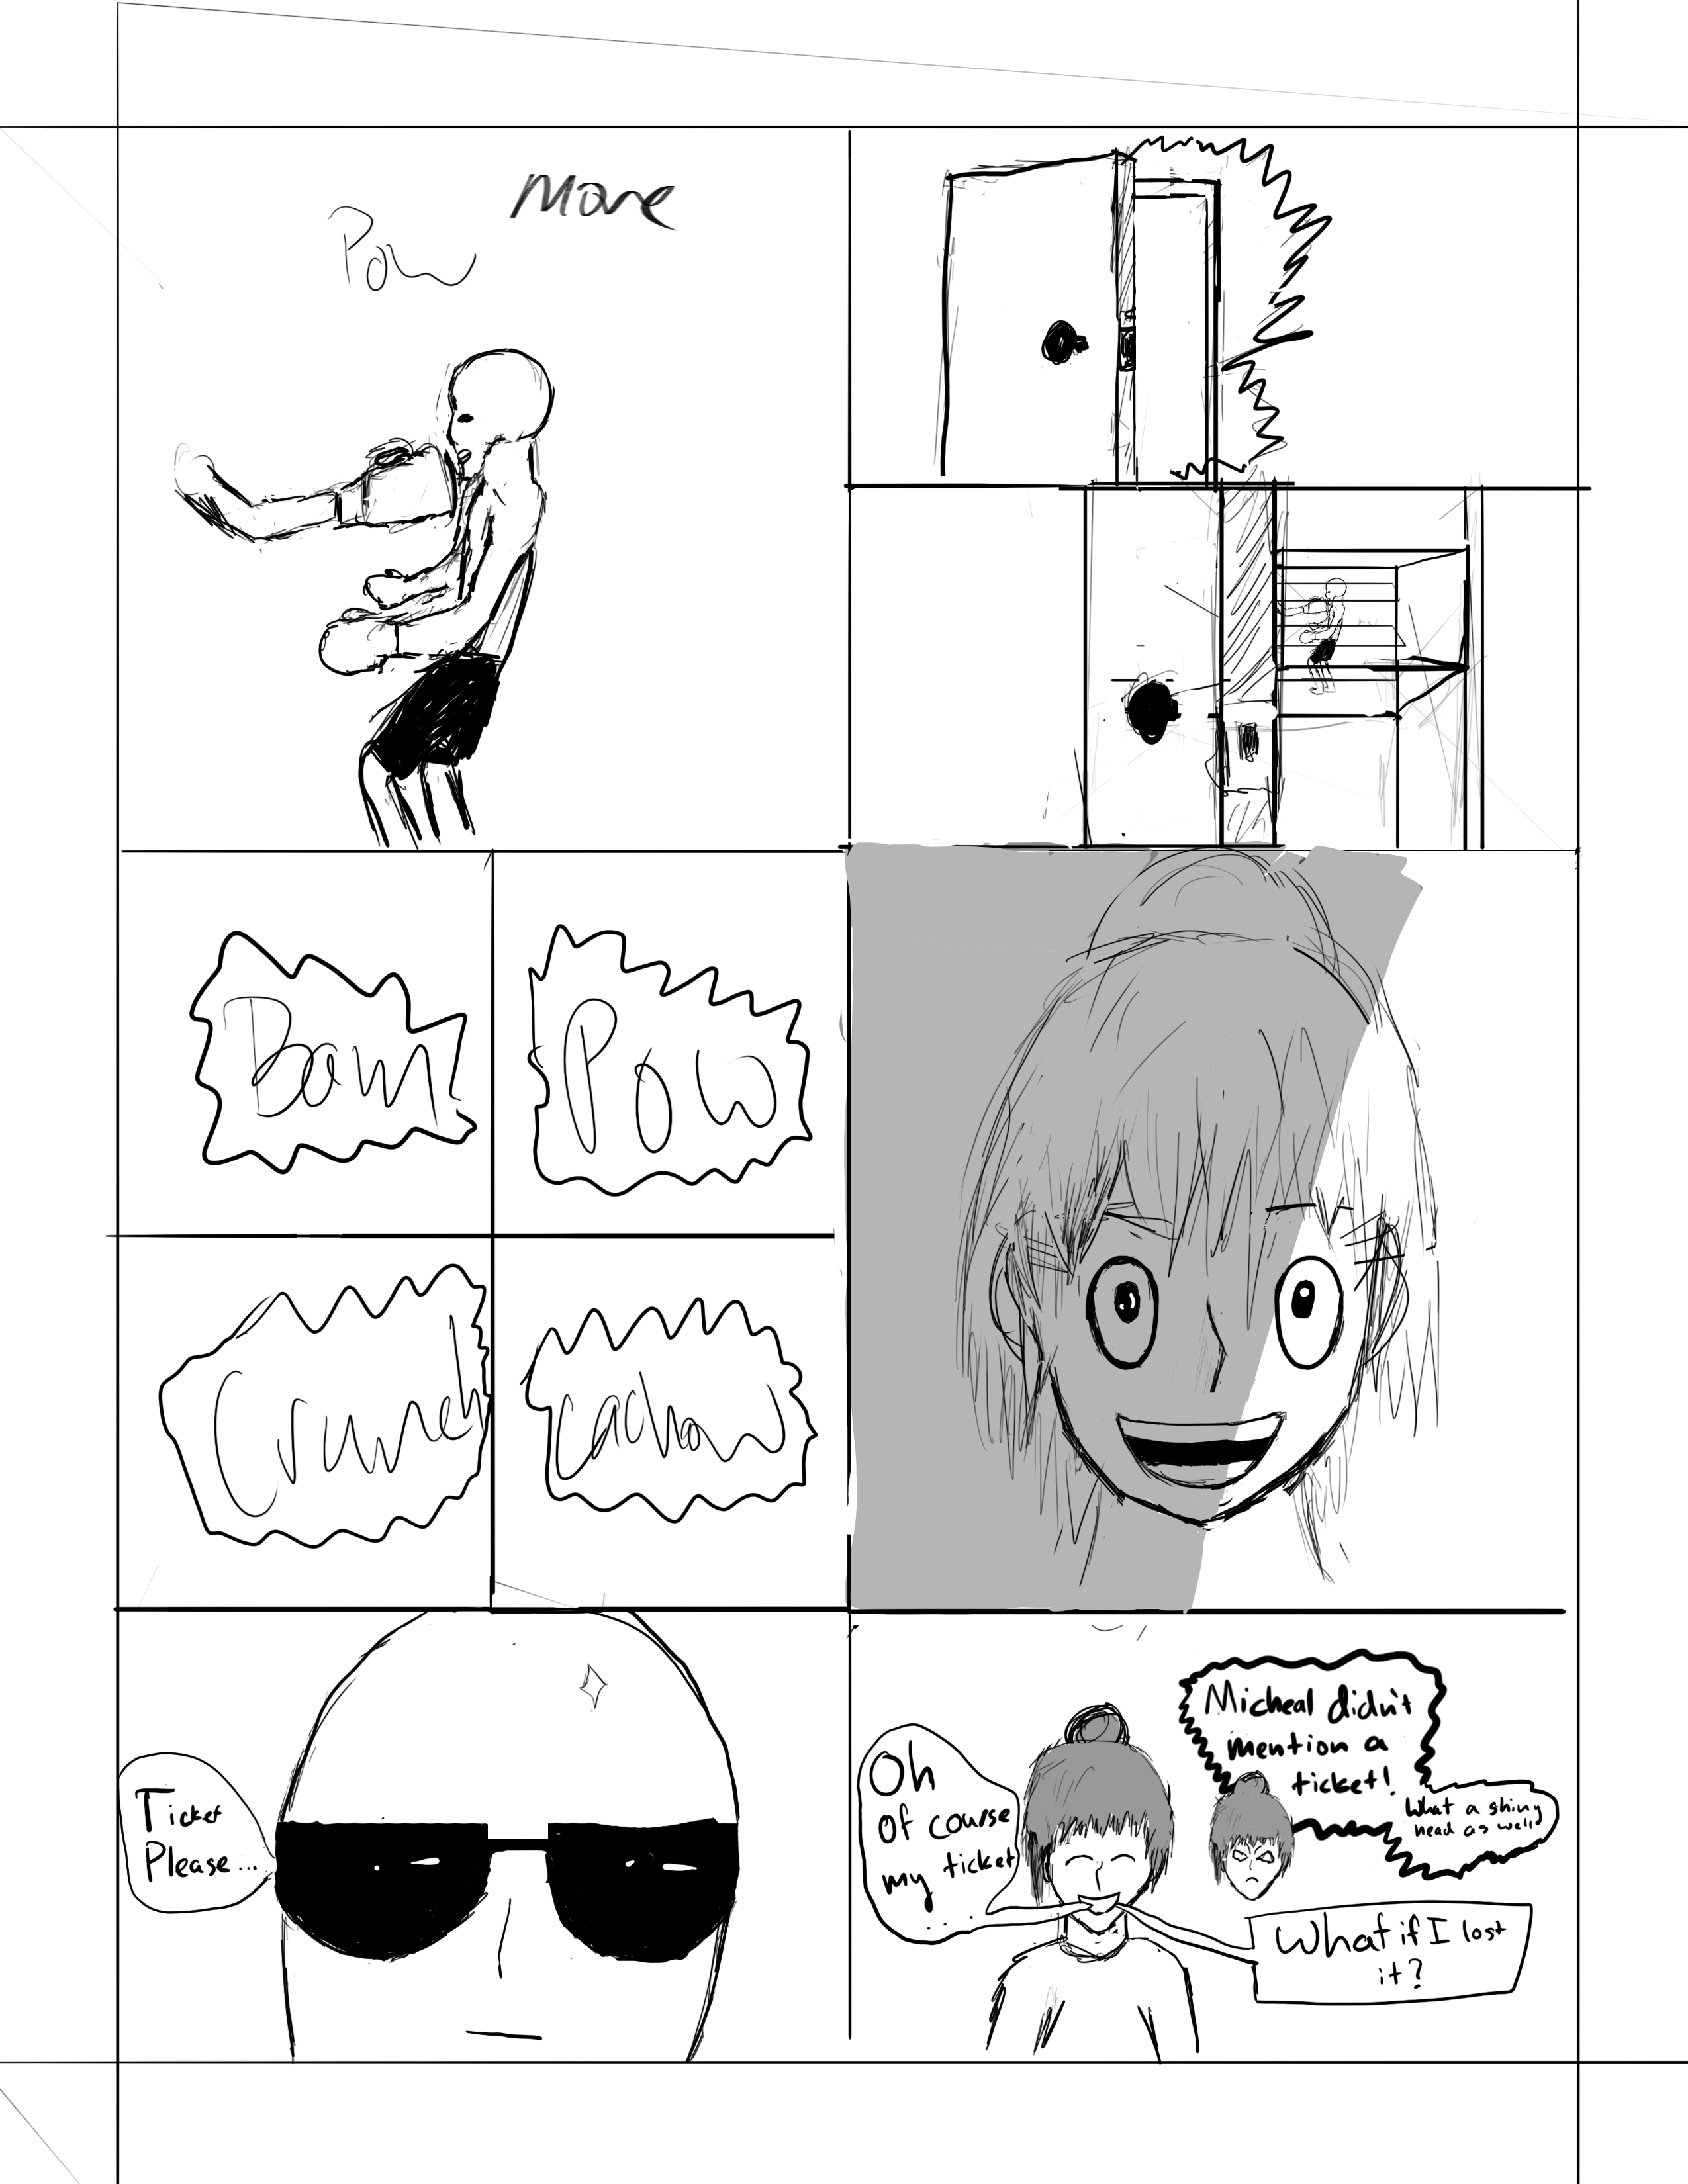 More
Pow
Bam
Pow
Crunch
cachow
Ticket
Please...
Oh
Of course
my ticket
....
Micheal didn't
mention a
ticket!
What a shiny
head as well
What if I lost
it?